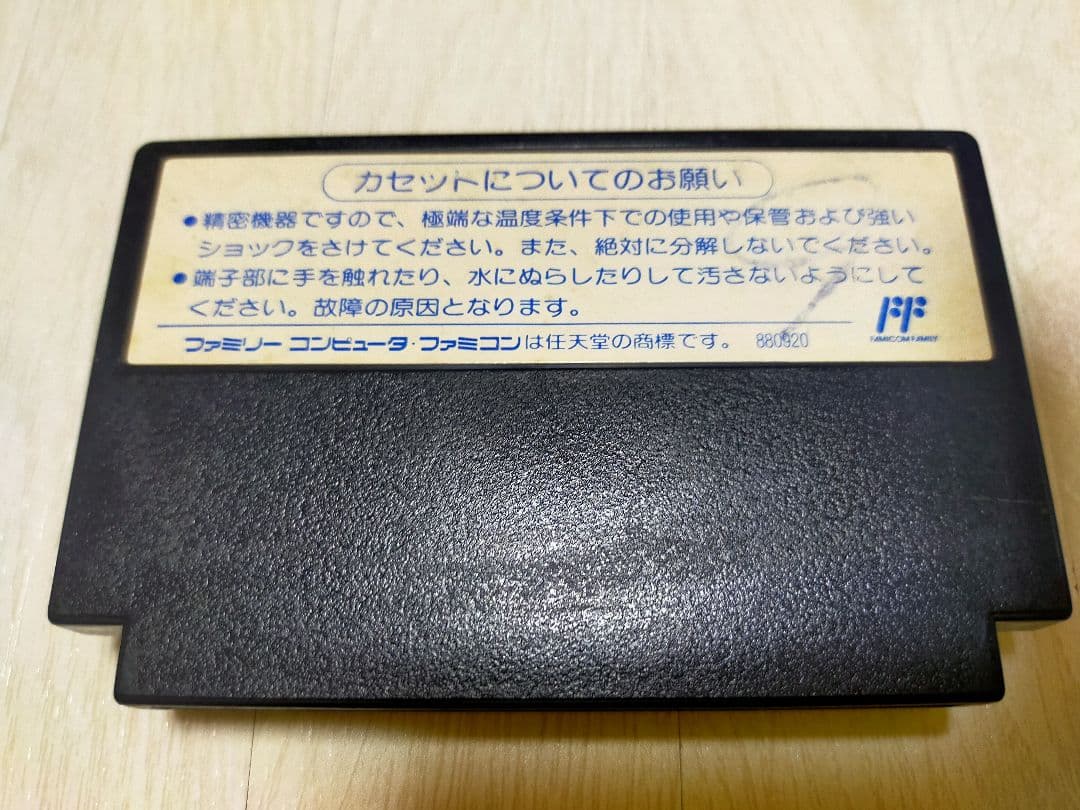 カセットについてのお願い
●精密機器ですので、極端な温度条件下での使用や保管および強い
ショックをさけてください。また、絶対に分解しないでください。
●端子部に手を触れたり、水にぬらしたりして汚さないようにして
ください。故障の原因となります。
ファミリーコンピュータ・ファミコンは任天堂の商標です。 880920
FF
FAMICOM FAMILY